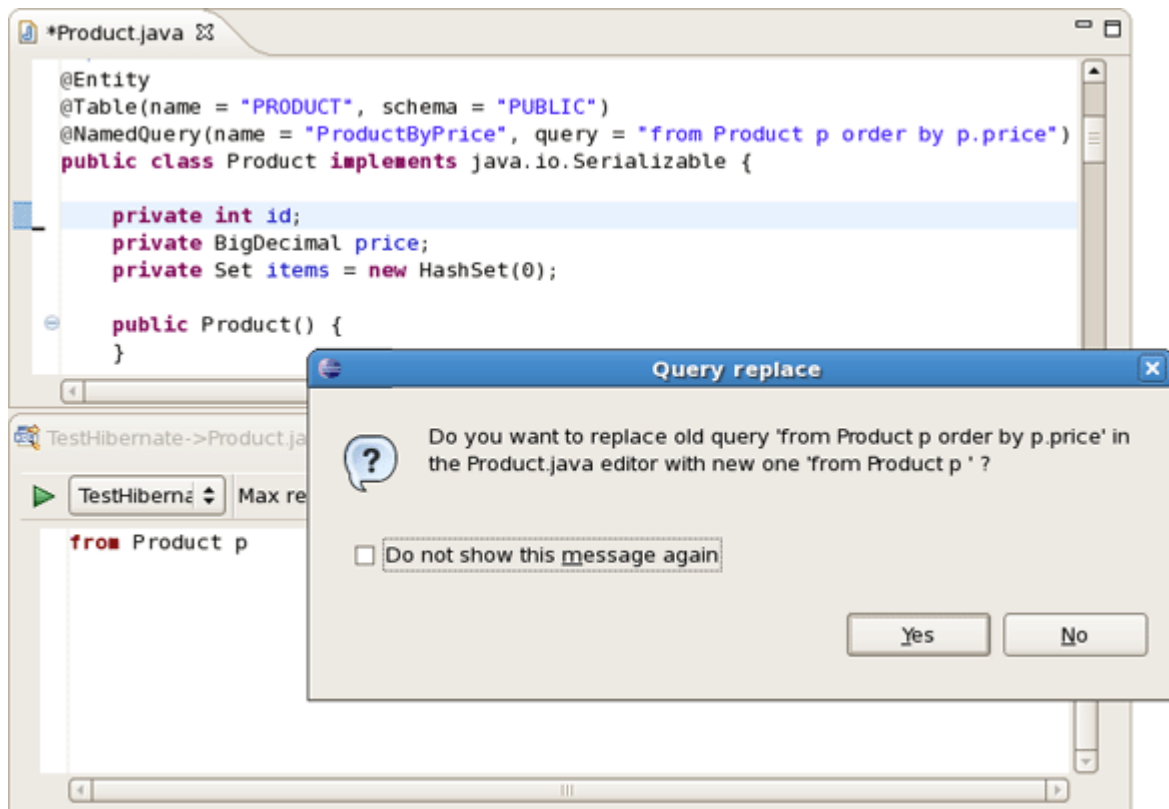 *Product.java
@Entity
@Table(name = "PRODUCT", schema = "PUBLIC")
@NamedQuery(name = "ProductByPrice", query = "from Product p order by p.price")
public class Product implements java.io.Serializable {
private int id;
private BigDecimal price;
private Set items = new HashSet(0);
public Product() {
}
Query replace
Do you want to replace old query 'from Product p order by p.price' in
the Product.java editor with new one 'from Product p ' ?
Do not show this message again
Yes No
TestHibernate->Product.ja
TestHiberna Max re
from Product p